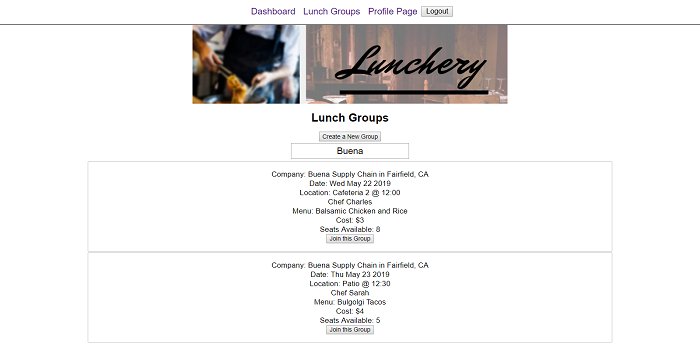 Dashboard Lunch Groups Profile Page Logout
Lunchery
Lunch Groups
Create a New Group
Buena
Company: Buena Supply Chain in Fairfield, CA
Date: Wed May 22 2019
Location: Cafeteria 2 @ 12:00
Chef Charles
Menu: Balsamic Chicken and Rice
Cost: $3
Seats Available: 8
Join this Group
Company: Buena Supply Chain in Fairfield, CA
Date: Thu May 23 2019
Location: Patio @ 12:30
Chef Sarah
Menu: Bulgolgi Tacos
Cost: $4
Seats Available: 5
Join this Group